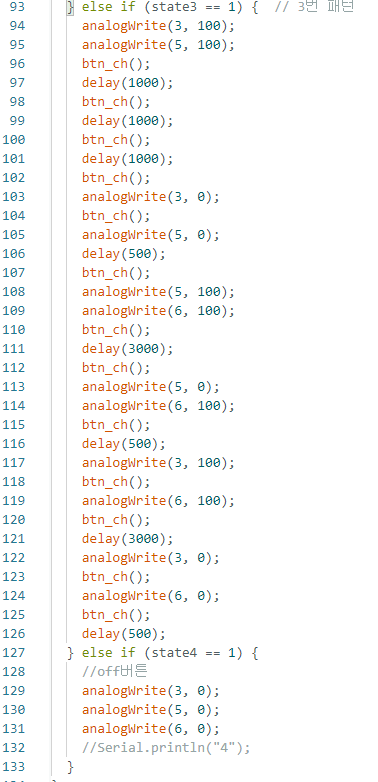 93 } else if (state3 == 1) {  // 3번 패턴
94 analogWrite(3, 100);
95 analogWrite(5, 100);
96 btn_ch();
97 delay(1000);
98 btn_ch();
99 delay(1000);
100 btn_ch();
101 delay(1000);
102 btn_ch();
103 analogWrite(3, 0);
104 btn_ch();
105 analogWrite(5, 0);
106 delay(500);
107 btn_ch();
108 analogWrite(5, 100);
109 analogWrite(6, 100);
110 btn_ch();
111 delay(3000);
112 btn_ch();
113 analogWrite(5, 0);
114 analogWrite(6, 100);
115 btn_ch();
116 delay(500);
117 analogWrite(3, 100);
118 btn_ch();
119 analogWrite(6, 100);
120 btn_ch();
121 delay(3000);
122 analogWrite(3, 0);
123 btn_ch();
124 analogWrite(6, 0);
125 btn_ch();
126 delay(500);
127 } else if (state4 == 1) {
128 //off버튼
129 analogWrite(3, 0);
130 analogWrite(5, 0);
131 analogWrite(6, 0);
132 //Serial.println("4");
133 }